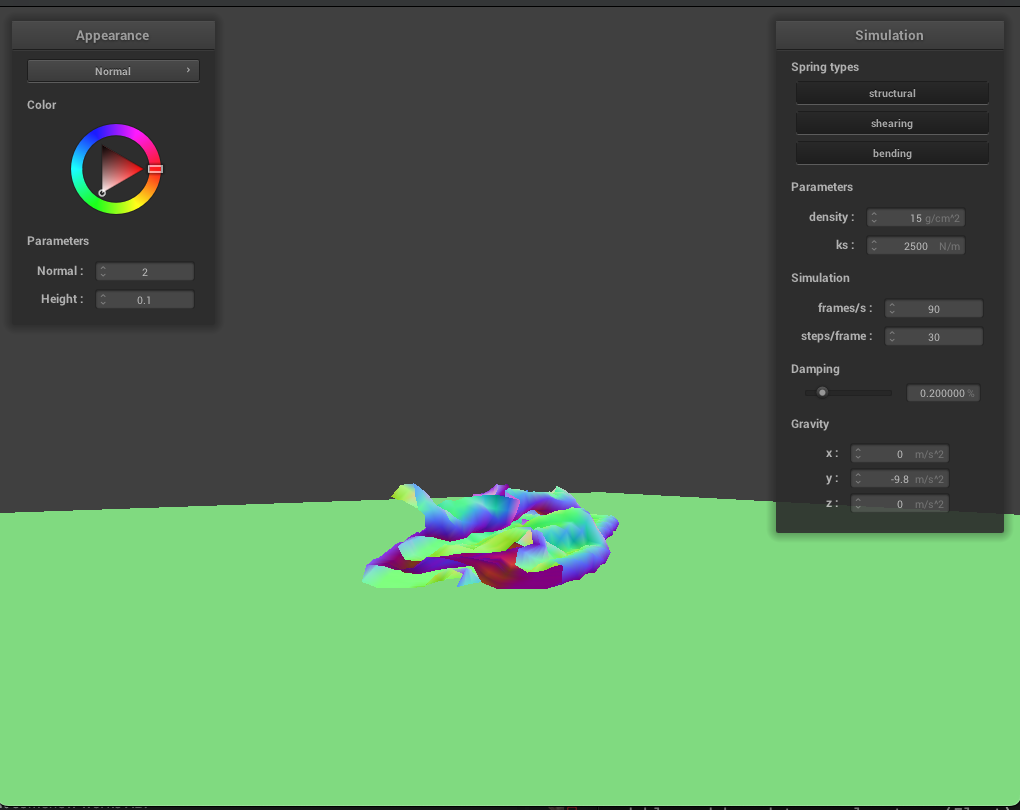 Appearance
Normal
Color
Parameters
Normal :
2
Height :
0.1
Simulation
Spring types
structural
shearing
bending
Parameters
density :
15 g/cm^2
ks :
2500 N/m
Simulation
frames/s :
90
steps/frame :
30
Damping
0.200000 %
Gravity
x :
0 m/s^2
y :
-9.8 m/s^2
z :
0 m/s^2